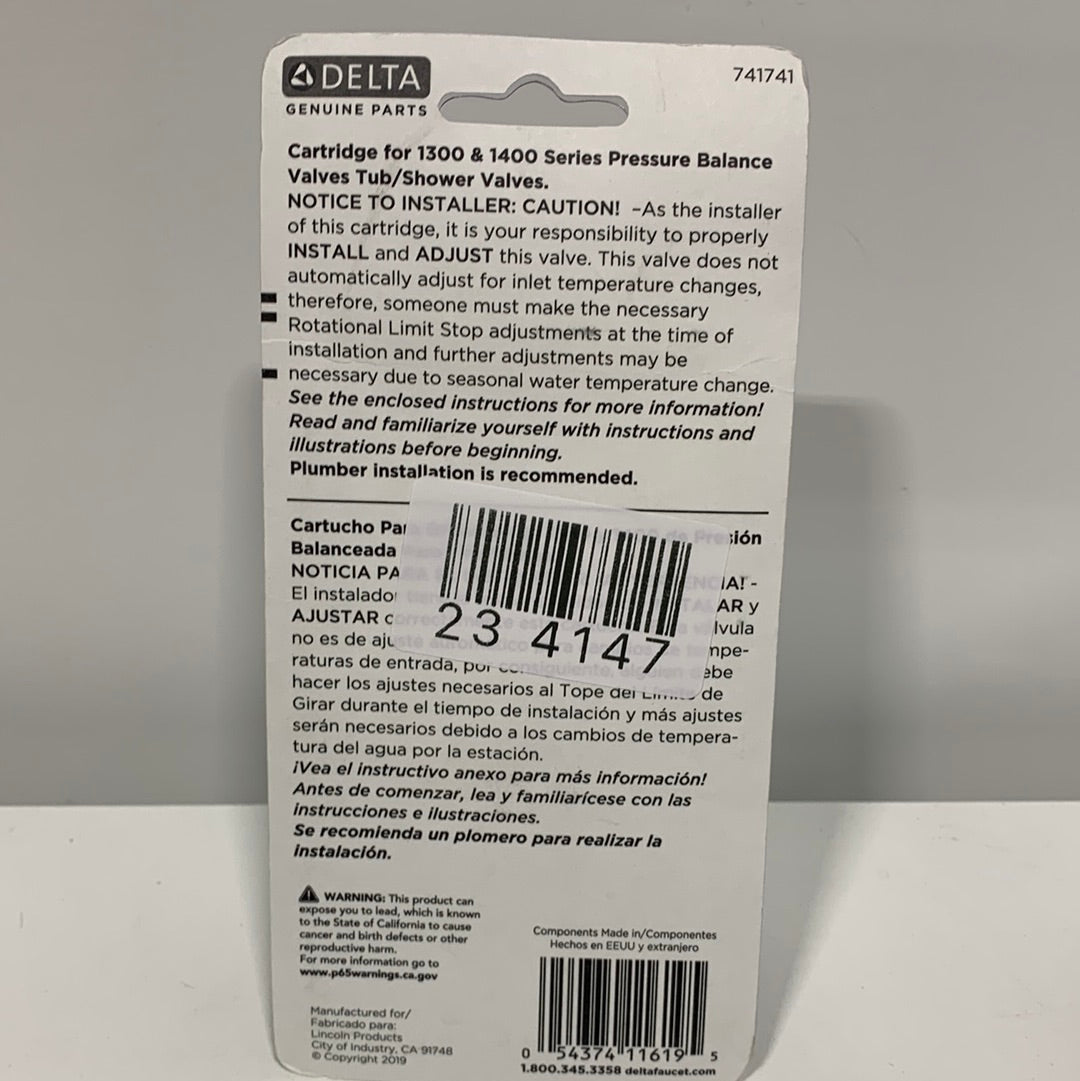 DELTA
GENUINE PARTS
741741
Cartridge for 1300 & 1400 Series Pressure Balance
Valves Tub/Shower Valves.
NOTICE TO INSTALLER: CAUTION! -As the installer
of this cartridge, it is your responsibility to properly
INSTALL and ADJUST this valve. This valve does not
automatically adjust for inlet temperature changes,
therefore, someone must make the necessary
Rotational Limit Stop adjustments at the time of
installation and further adjustments may be
necessary due to seasonal water temperature change.
See the enclosed instructions for more information!
Read and familiarize yourself with instructions and
illustrations before beginning.
Plumber installation is recommended.
Cartucho de
Balanceada
NOTICIA
El
AJUSTAR
no es de
raturas de entrada, debe
hacer los ajustes necesarios al Tope del de
Girar durante el tiempo de instalación y más ajustes
serán necesarios debido a los cambios de tempera-
tura del agua por la estación.
¡Vea el instructivo anexo para más información!
Antes de comenzar, lea y familiarícese con las
instrucciones e ilustraciones.
Se recomienda un plomero para realizar la
instalación.
23 4147
WARNING: This product can
expose you to lead, which is known
to the State of California to cause
cancer and birth defects or other
reproductive harm.
For more information go to
www.p65warnings.ca.gov
Manufactured for/
Fabricado para:
Lincoln Products
City of Industry, CA 91748
© Copyright 2019
Components Made in/Componentes
Hechos en EEUU y extranjero
0 54374 11619 5
1.800.345.3358 deltafaucet.com